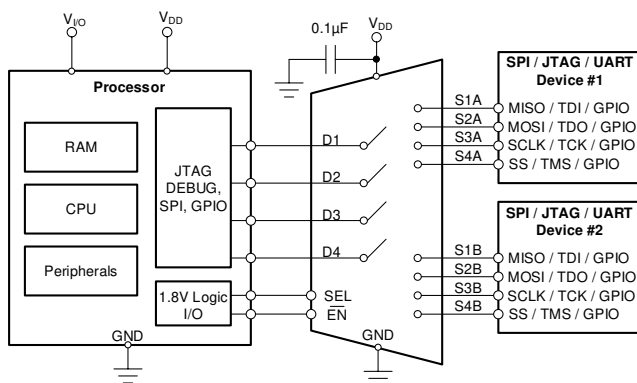 V_I/O
V_DD
Processor
RAM
CPU
Peripherals
JTAG
DEBUG,
SPI, GPIO
1.8V Logic
I/O
GND
0.1µF
V_DD
D1
D2
D3
D4
SEL
EN
GND
S1A
S2A
S3A
S4A
S1B
S2B
S3B
S4B
SPI / JTAG / UART
Device #1
MISO / TDI / GPIO
MOSI / TDO / GPIO
SCLK / TCK / GPIO
SS / TMS / GPIO
SPI / JTAG / UART
Device #2
MISO / TDI / GPIO
MOSI / TDO / GPIO
SCLK / TCK / GPIO
SS / TMS / GPIO